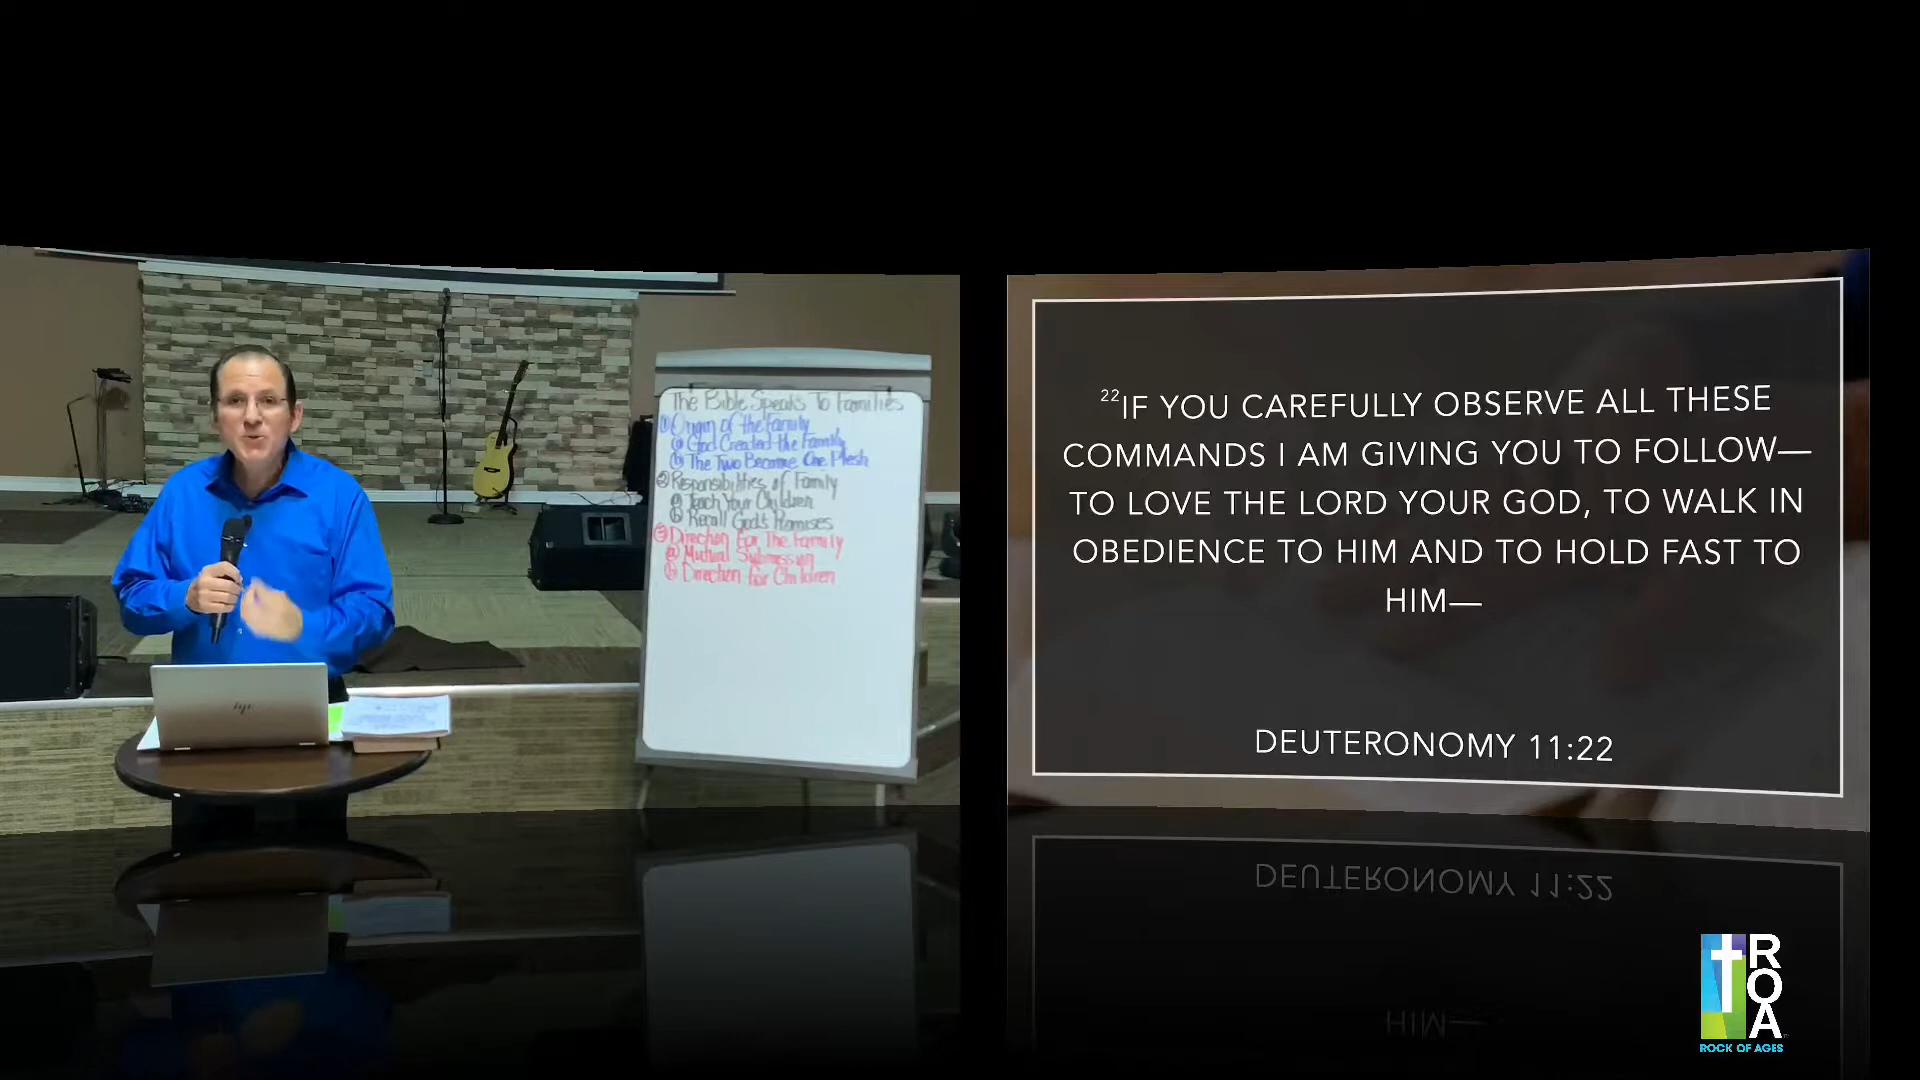 The Bible Speaks To Families
① Origin of the Family
ⓐ God Created the Family
ⓑ The Two Become One Flesh
② Responsibilities of Family
ⓐ Teach Your Children
ⓑ Recall God's Promises
③ Direction For The Family
ⓐ Mutual Submission
ⓑ Direction For Children
hp
²²IF YOU CAREFULLY OBSERVE ALL THESE
COMMANDS I AM GIVING YOU TO FOLLOW—
TO LOVE THE LORD YOUR GOD, TO WALK IN
OBEDIENCE TO HIM AND TO HOLD FAST TO
HIM—
DEUTERONOMY 11:22
ROA
ROCK OF AGES